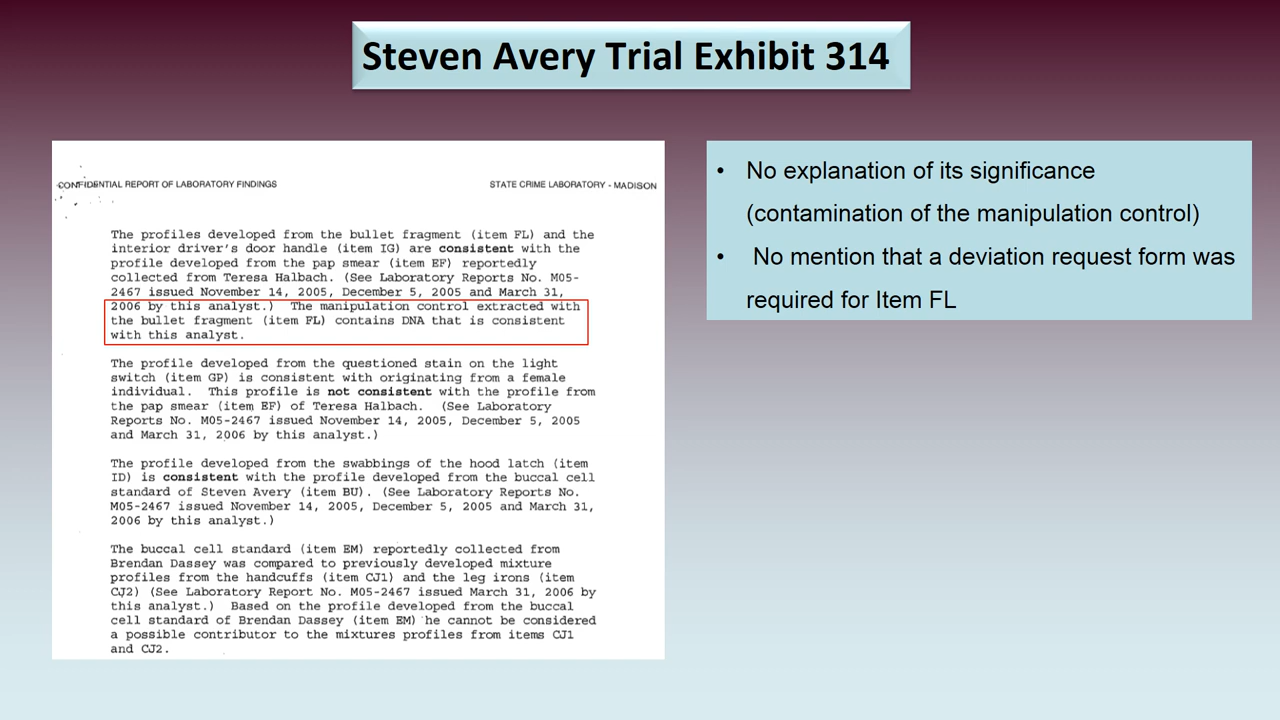 Steven Avery Trial Exhibit 314
CONFIDENTIAL REPORT OF LABORATORY FINDINGS
STATE CRIME LABORATORY - MADISON
The profiles developed from the bullet fragment (item FL) and the
interior driver's door handle (item IG) are consistent with the
profile developed from the pap smear (item EF) reportedly
collected from Teresa Halbach. (See Laboratory Reports No. M05-
2467 issued November 14, 2005, December 5, 2005 and March 31,
2006 by this analyst.) The manipulation control extracted with
the bullet fragment (item FL) contains DNA that is consistent
with this analyst.
The profile developed from the questioned stain on the light
switch (item GP) is consistent with originating from a female
individual. This profile is not consistent with the profile from
the pap smear (item EF) of Teresa Halbach. (See Laboratory
Reports No. M05-2467 issued November 14, 2005, December 5, 2005
and March 31, 2006 by this analyst.)
The profile developed from the swabbings of the hood latch (item
ID) is consistent with the profile developed from the buccal cell
standard of Steven Avery (item BU). (See Laboratory Reports No.
M05-2467 issued November 14, 2005, December 5, 2005 and March 31,
2006 by this analyst.)
The buccal cell standard (item EM) reportedly collected from
Brendan Dassey was compared to previously developed mixture
profiles from the handcuffs (item CJ1) and the leg irons (item
CJ2) (See Laboratory Report No. M05-2467 issued March 31, 2006 by
this analyst.) Based on the profile developed from the buccal
cell standard of Brendan Dassey (item EM) he cannot be considered
a possible contributor to the mixtures profiles from items CJ1
and CJ2.
• No explanation of its significance
(contamination of the manipulation control)
• No mention that a deviation request form was
required for Item FL